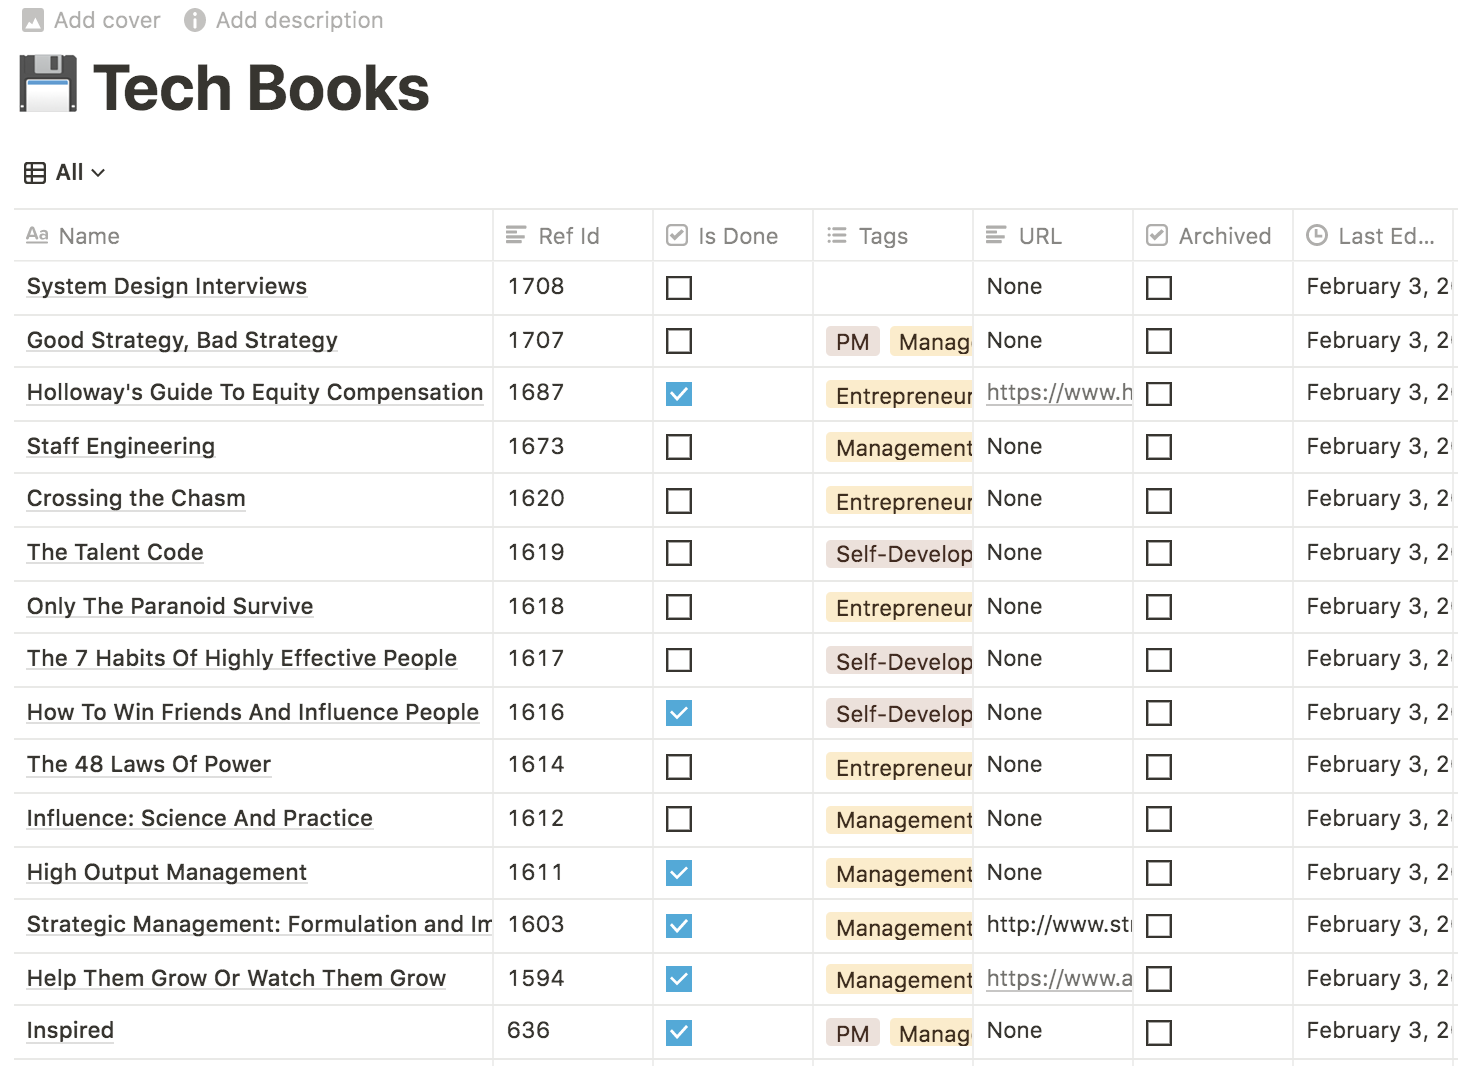 Add cover Add description
Tech Books
All
Aa Name Ref Id Is Done Tags URL Archived Last Ed...
System Design Interviews 1708 None February 3, 2
Good Strategy, Bad Strategy 1707 PM Manag None February 3, 2
Holloway's Guide To Equity Compensation 1687 Entrepreneur https://www.h February 3, 2
Staff Engineering 1673 Management None February 3, 2
Crossing the Chasm 1620 Entrepreneur None February 3, 2
The Talent Code 1619 Self-Develop None February 3, 2
Only The Paranoid Survive 1618 Entrepreneur None February 3, 2
The 7 Habits Of Highly Effective People 1617 Self-Develop None February 3, 2
How To Win Friends And Influence People 1616 Self-Develop None February 3, 2
The 48 Laws Of Power 1614 Entrepreneur None February 3, 2
Influence: Science And Practice 1612 Management None February 3, 2
High Output Management 1611 Management None February 3, 2
Strategic Management: Formulation and Im 1603 Management http://www.str February 3, 2
Help Them Grow Or Watch Them Grow 1594 Management https://www.a February 3, 2
Inspired 636 PM Manag None February 3, 2